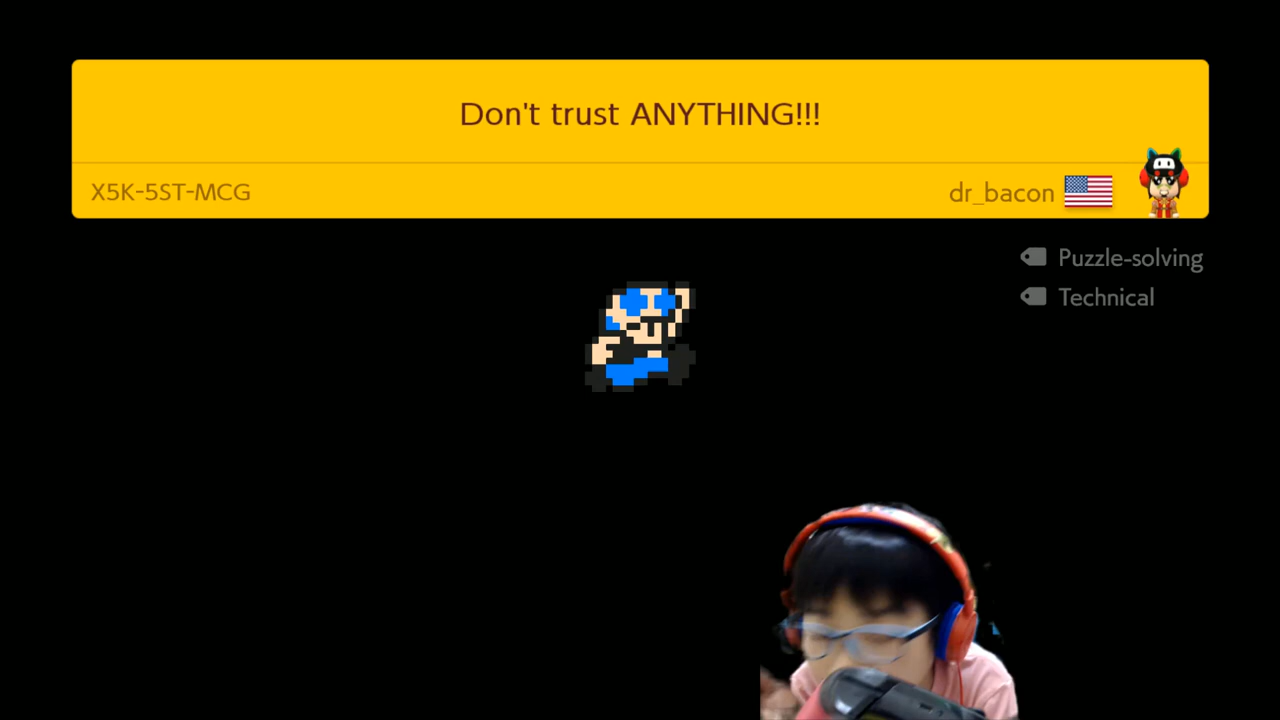 Don't trust ANYTHING!!!
X5K-5ST-MCG
dr_bacon
Puzzle-solving
Technical